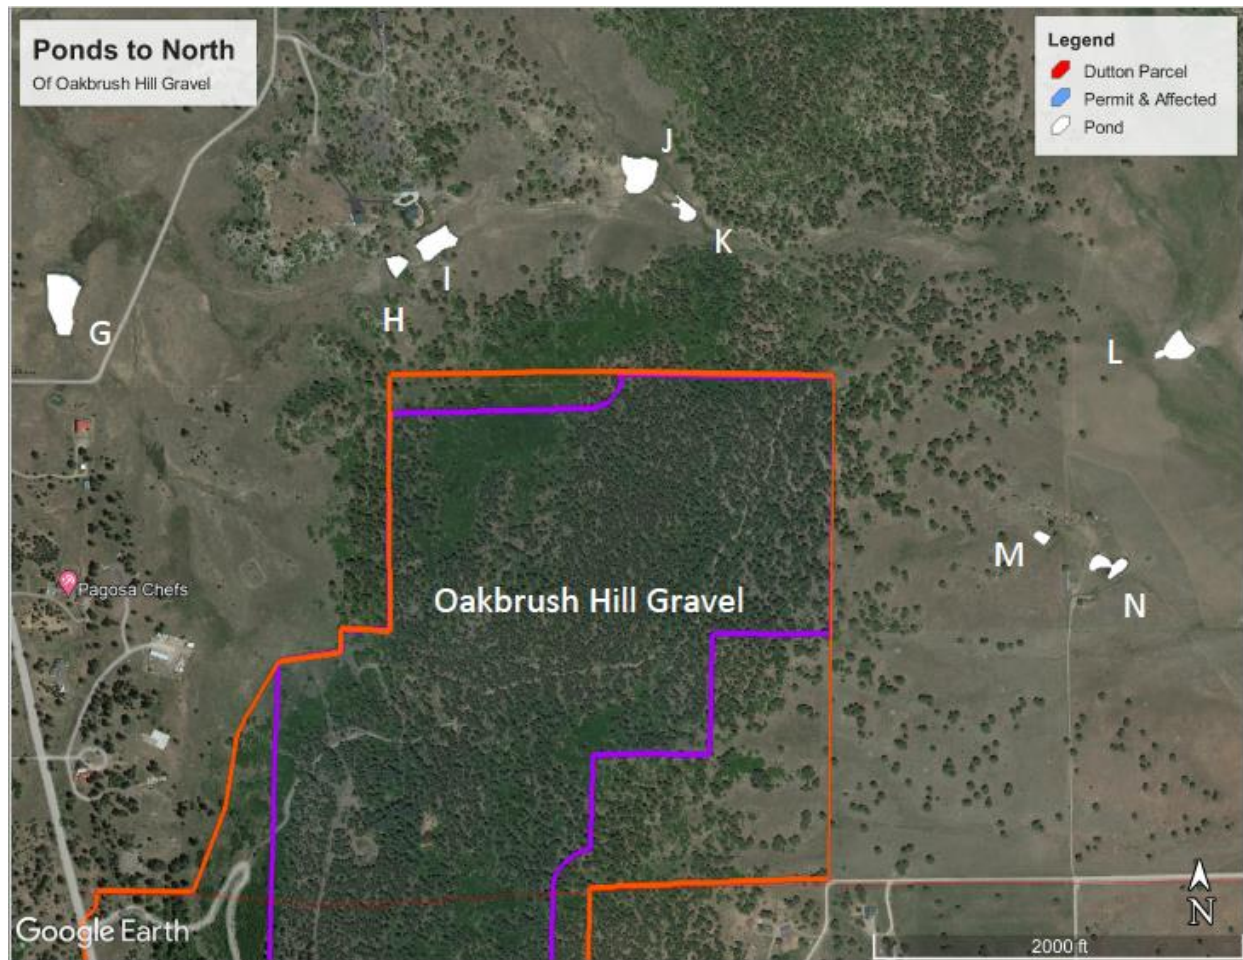 Ponds to North
Of Oakbrush Hill Gravel
Legend
Dutton Parcel
Permit & Affected
Pond
J
K
I
H
G
L
M
N
Oakbrush Hill Gravel
Pagosa Chefs
N
Google Earth
2000 ft